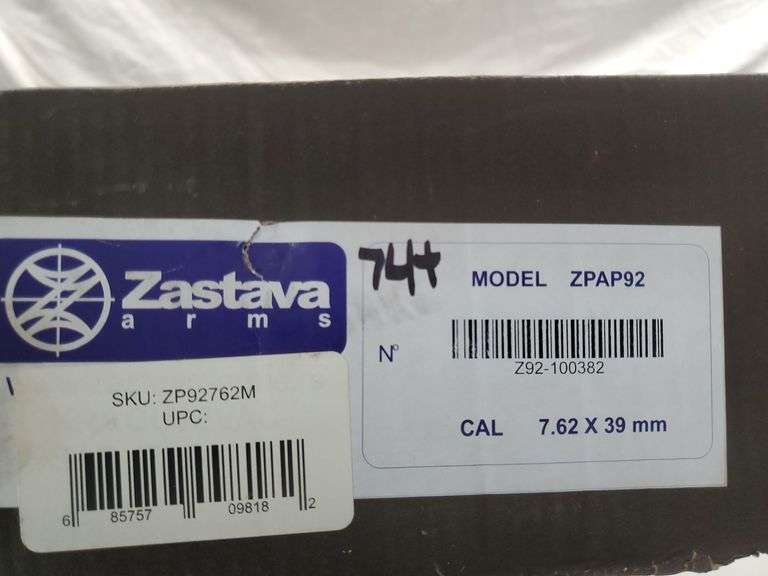 Zastava
arms
744
MODEL ZPAP92
N°
Z92-100382
CAL 7.62 X 39 mm
SKU: ZP92762M
UPC:
6 85757 09818 2